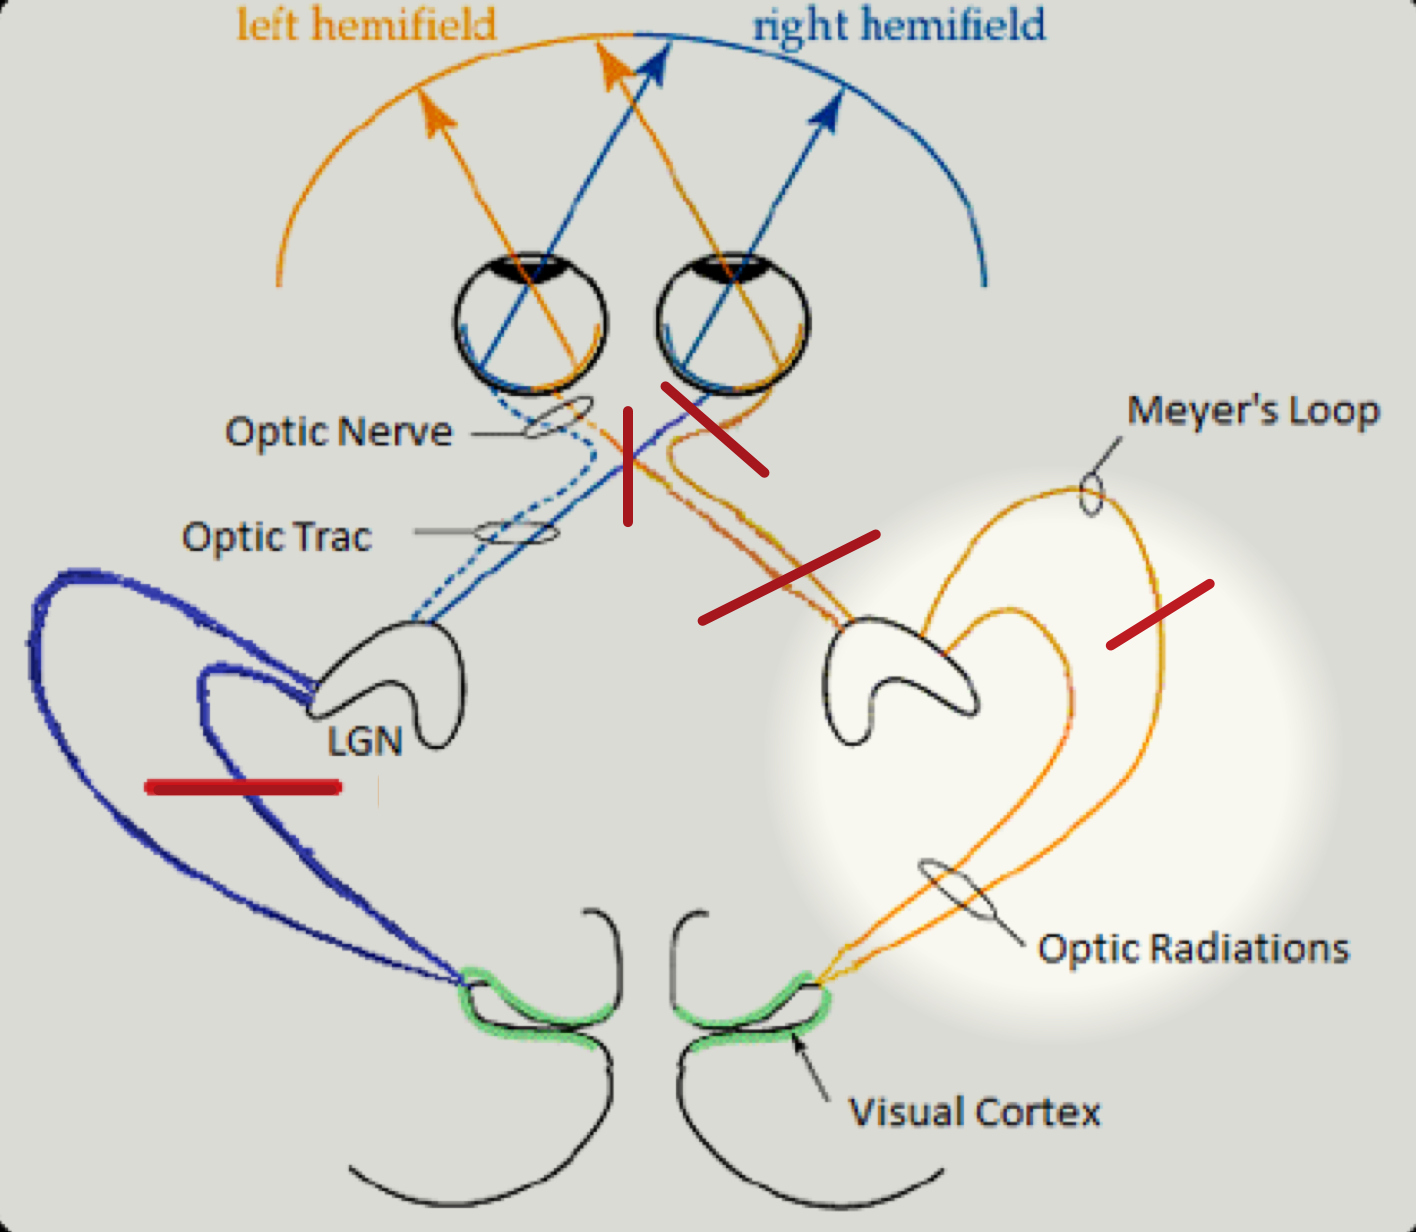 left hemifield
right hemifield
Optic Nerve
Meyer's Loop
Optic Trac
LGN
Optic Radiations
Visual Cortex